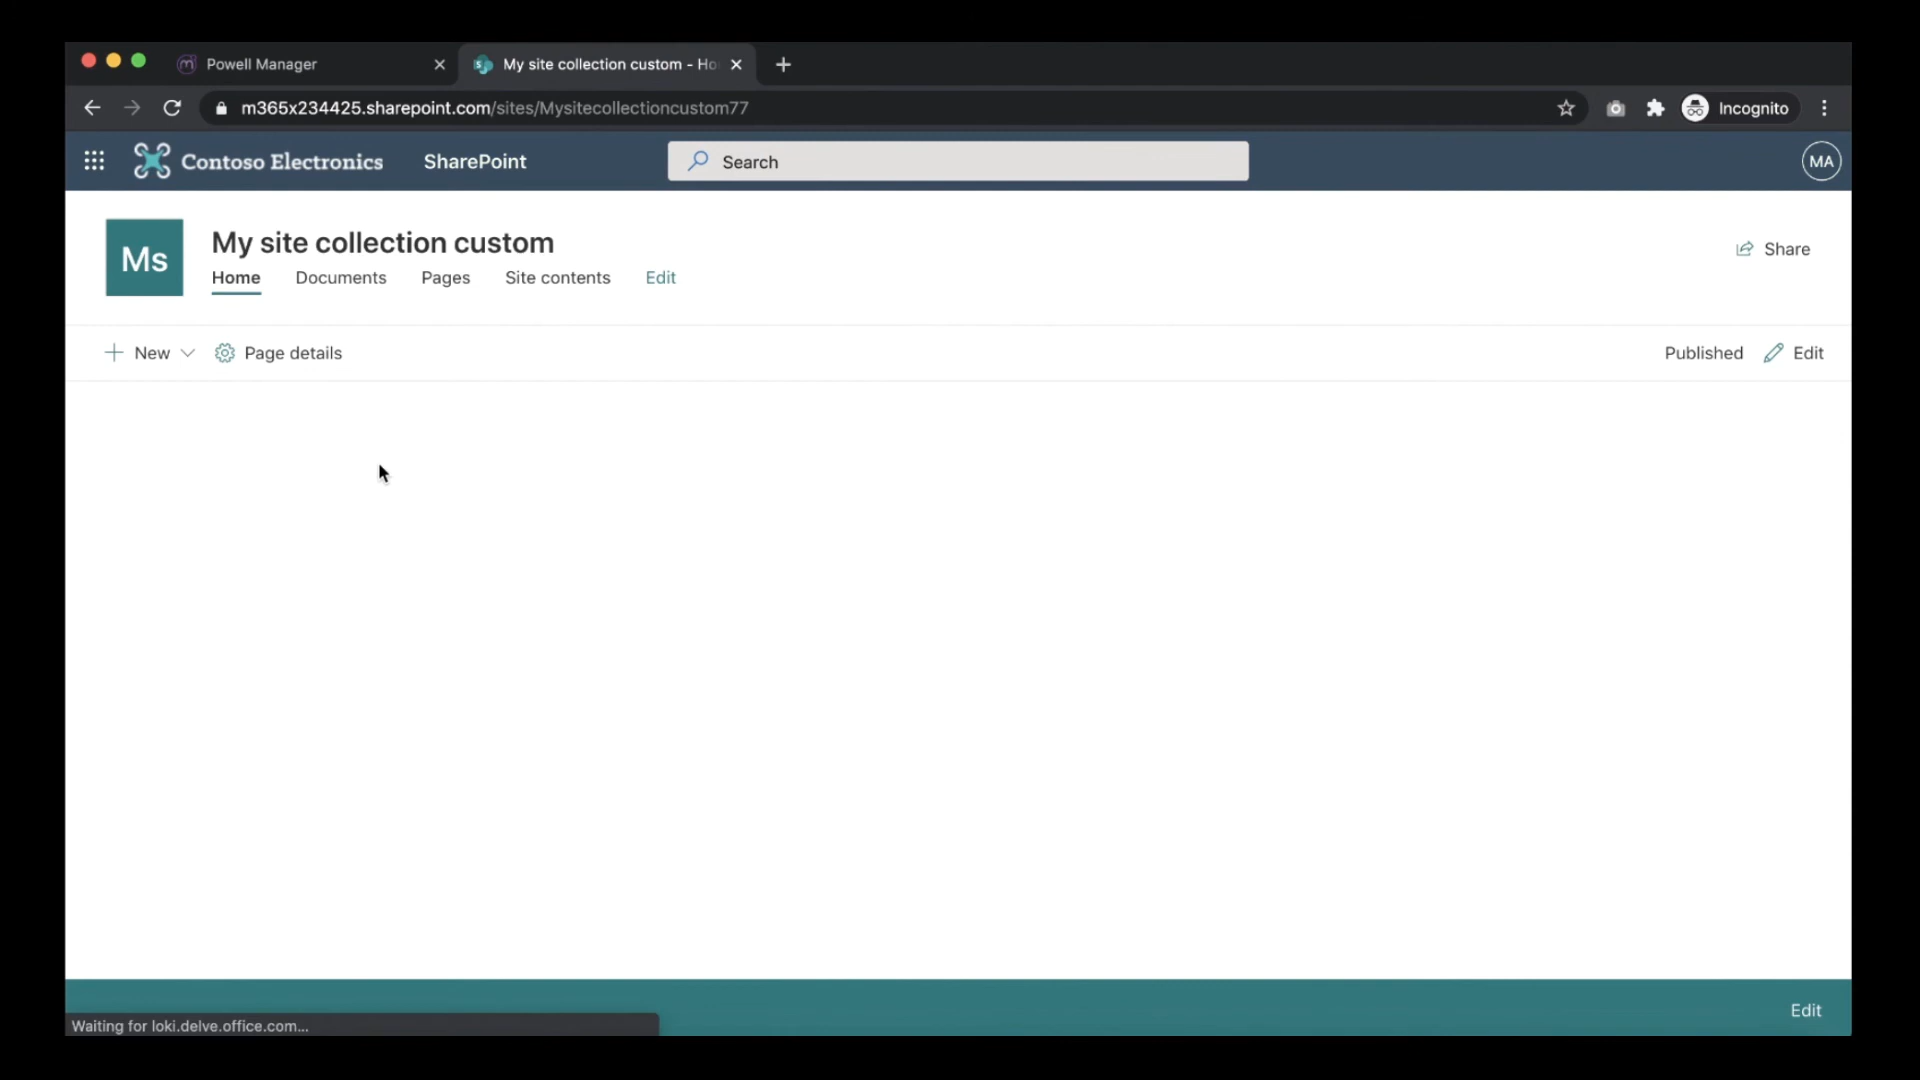 Powell Manager
My site collection custom - Ho
m365x234425.sharepoint.com/sites/Mysitecollectioncustom77
Incognito
Contoso Electronics
SharePoint
Search
MA
Ms
My site collection custom
Home
Documents
Pages
Site contents
Edit
Share
New
Page details
Published
Edit
Edit
Waiting for loki.delve.office.com...